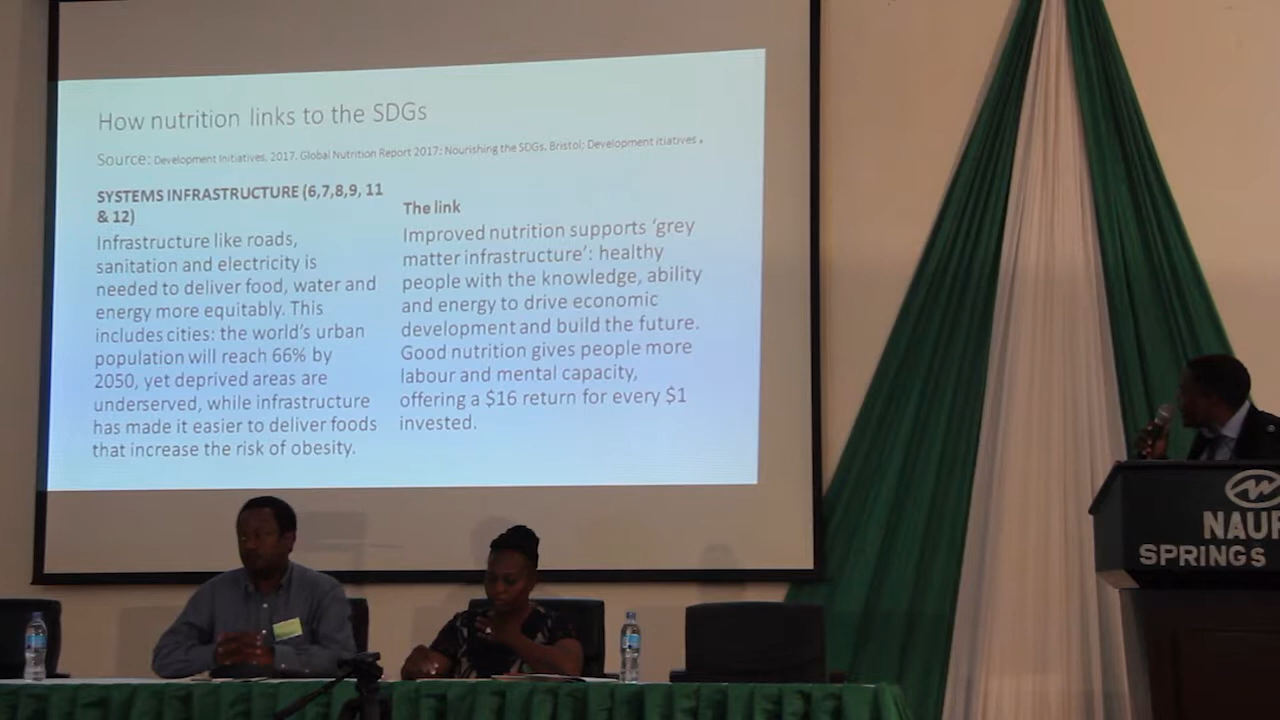 How nutrition links to the SDGs
Source: Development Initiatives, 2017. Global Nutrition Report 2017: Nourishing the SDGs. Bristol; Development itiatives .
SYSTEMS INFRASTRUCTURE (6,7,8,9, 11
& 12)
Infrastructure like roads,
sanitation and electricity is
needed to deliver food, water and
energy more equitably. This
includes cities: the world's urban
population will reach 66% by
2050, yet deprived areas are
underserved, while infrastructure
has made it easier to deliver foods
that increase the risk of obesity.
The link
Improved nutrition supports ‘grey
matter infrastructure’: healthy
people with the knowledge, ability
and energy to drive economic
development and build the future.
Good nutrition gives people more
labour and mental capacity,
offering a $16 return for every $1
invested.
SPRINGS